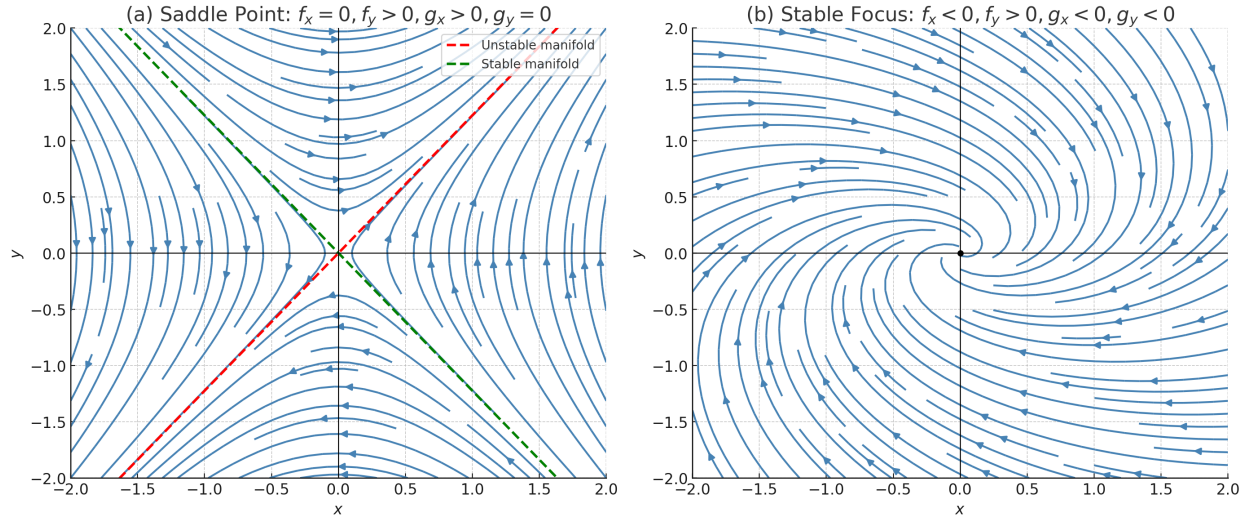 (a) Saddle Point: fₓ = 0, f_y > 0, gₓ > 0, g_y = 0
Unstable manifold
Stable manifold
2.0
1.5
1.0
0.5
0.0
−0.5
−1.0
−1.5
−2.0
y
−2.0 −1.5 −1.0 −0.5 0.0 0.5 1.0 1.5 2.0
x
(b) Stable Focus: fₓ < 0, f_y > 0, gₓ < 0, g_y < 0
2.0
1.5
1.0
0.5
0.0
−0.5
−1.0
−1.5
−2.0
y
−2.0 −1.5 −1.0 −0.5 0.0 0.5 1.0 1.5 2.0
x